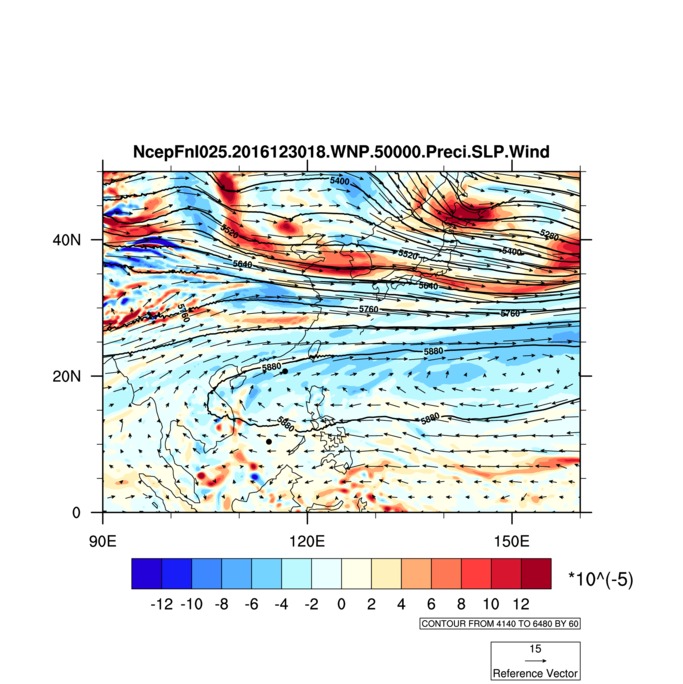 NcepFnl025.2016123018.WNP.50000.Preci.SLP.Wind
5400
5280
5520
5520
5400
40N
5640
5640
5760
5760
5760
5880
5880
20N
5880
5880
0
90E 120E 150E
-12 -10 -8 -6 -4 -2 0 2 4 6 8 10 12
*10^(-5)
CONTOUR FROM 4140 TO 6480 BY 60
15
Reference Vector